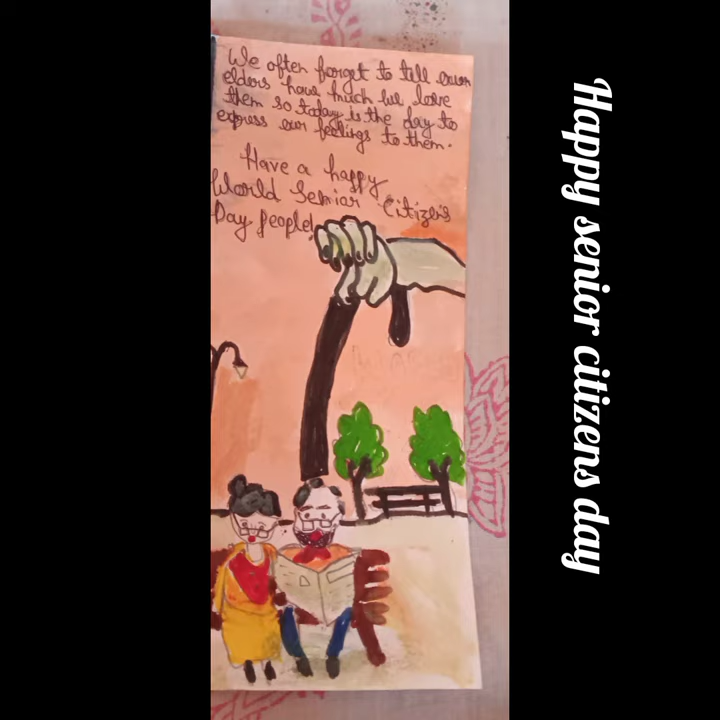 We often forget to tell our
elders how much we love
them so today is the day to
express our feelings to them.
Have a happy
World Senior Citizens
Day people!
Happy senior citizens day